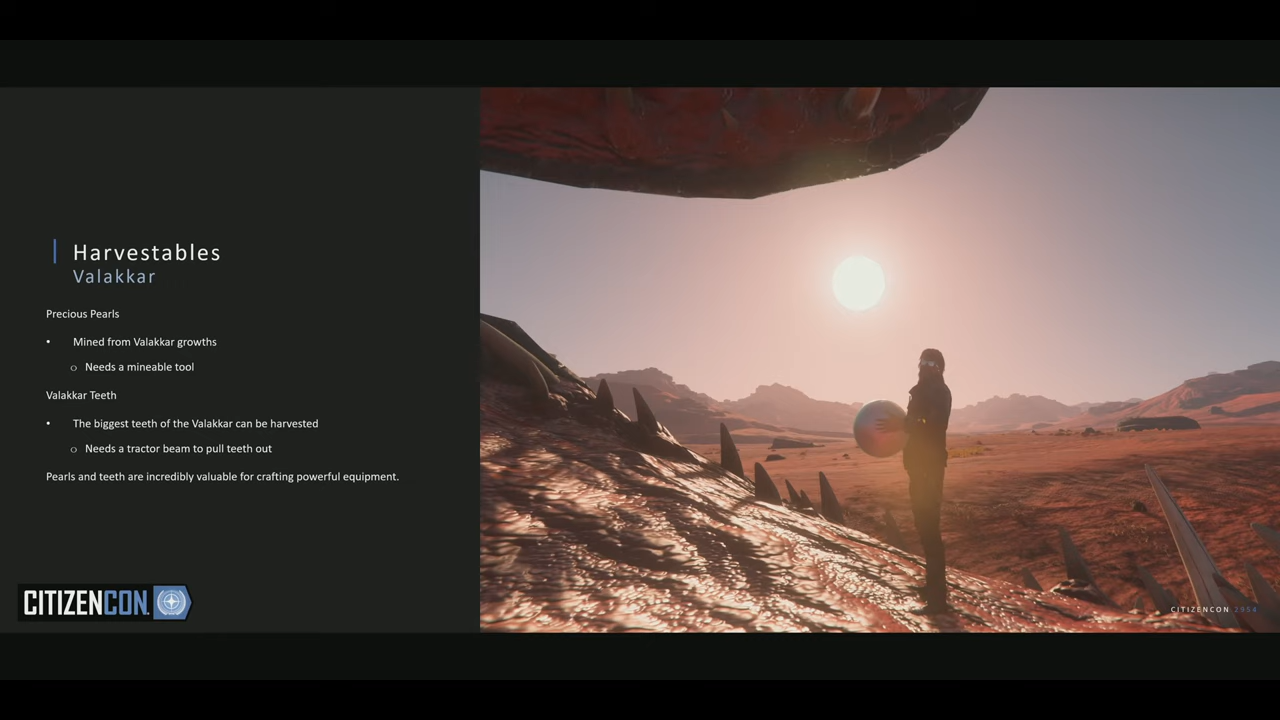 Harvestables
Valakkar
Precious Pearls
• Mined from Valakkar growths
o Needs a mineable tool
Valakkar Teeth
• The biggest teeth of the Valakkar can be harvested
o Needs a tractor beam to pull teeth out
Pearls and teeth are incredibly valuable for crafting powerful equipment.
CITIZENCON
CITIZENCON 2954